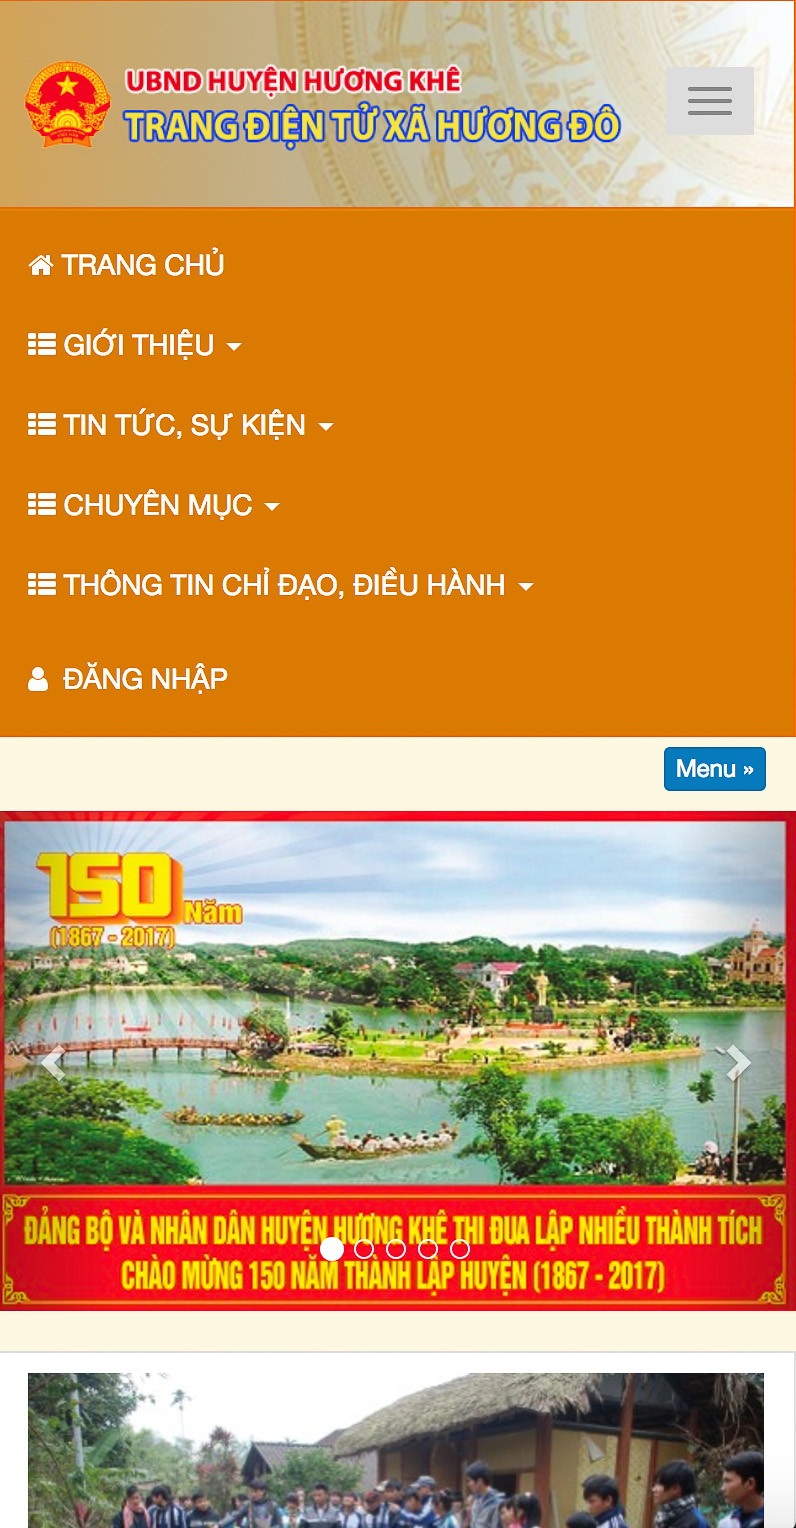 UBND HUYỆN HƯƠNG KHÊ
TRANG ĐIỆN TỬ XÃ HƯƠNG ĐÔ
TRANG CHỦ
GIỚI THIỆU
TIN TỨC, SỰ KIỆN
CHUYÊN MỤC
THÔNG TIN CHỈ ĐẠO, ĐIỀU HÀNH
ĐĂNG NHẬP
Menu »
150 Năm
(1867 - 2017)
ĐẢNG BỘ VÀ NHÂN DÂN HUYỆN HƯƠNG KHÊ THI ĐUA LẬP NHIỀU THÀNH TÍCH
CHÀO MỪNG 150 NĂM THÀNH LẬP HUYỆN (1867 - 2017)